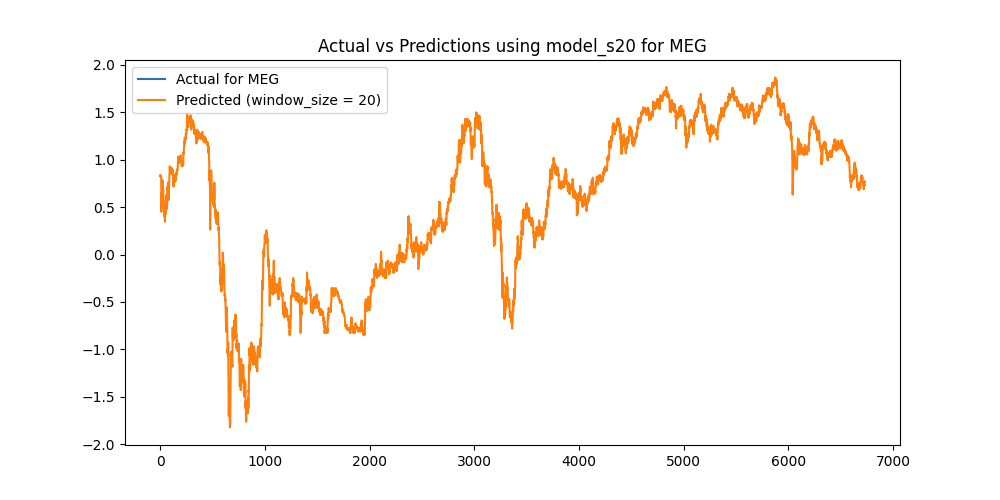 Actual vs Predictions using model_s20 for MEG
Actual for MEG
Predicted (window_size = 20)
2.0
1.5
1.0
0.5
0.0
−0.5
−1.0
−1.5
−2.0
0 1000 2000 3000 4000 5000 6000 7000